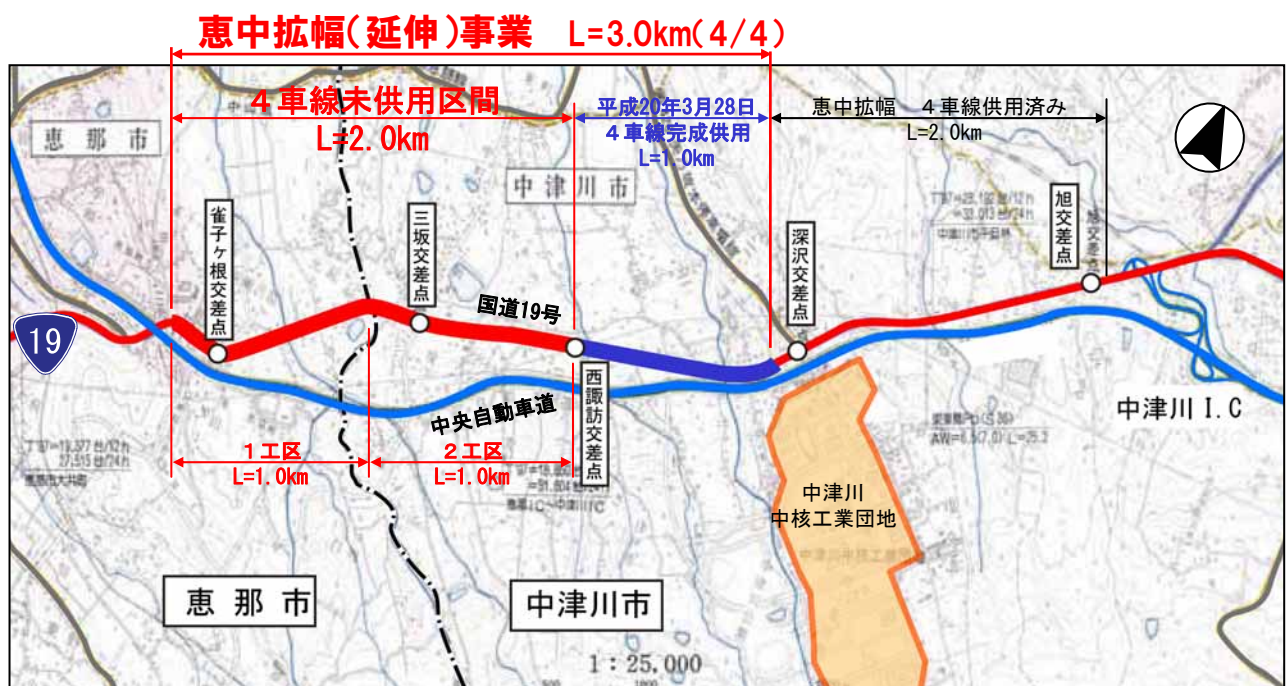 恵中拡幅(延伸)事業 L=3.0km(4/4)
4車線未供用区間
L=2.0km
平成20年3月28日
4車線完成供用
L=1.0km
恵中拡幅 4車線供用済み
L=2.0km
恵那市
中津川市
雀子ヶ根交差点
三坂交差点
深沢交差点
旭交差点
旭交差点
19
国道19号
西諏訪交差点
中央自動車道
中津川I.C
1工区
L=1.0km
2工区
L=1.0km
中津川
中核工業団地
恵那市
中津川市
1:25,000